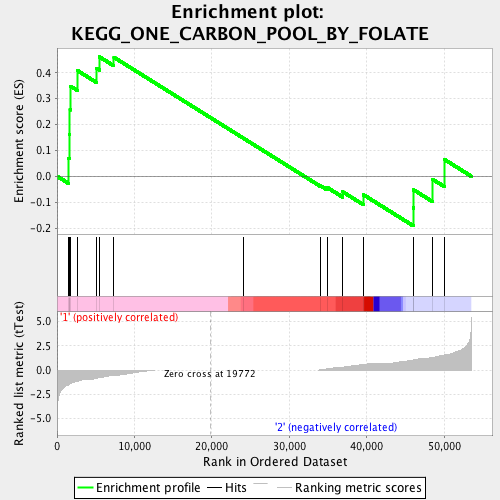 Enrichment plot:
KEGG_ONE_CARBON_POOL_BY_FOLATE
Enrichment score (ES)
0.4
0.3
0.2
0.1
0.0
-0.1
-0.2
'1' (positively correlated)
Ranked list metric (tTest)
5.0
2.5
0.0
-2.5
-5.0
Zero cross at 19772
'2' (negatively correlated)
0 10,000 20,000 30,000 40,000 50,000
Rank in Ordered Dataset
Enrichment profile Hits Ranking metric scores